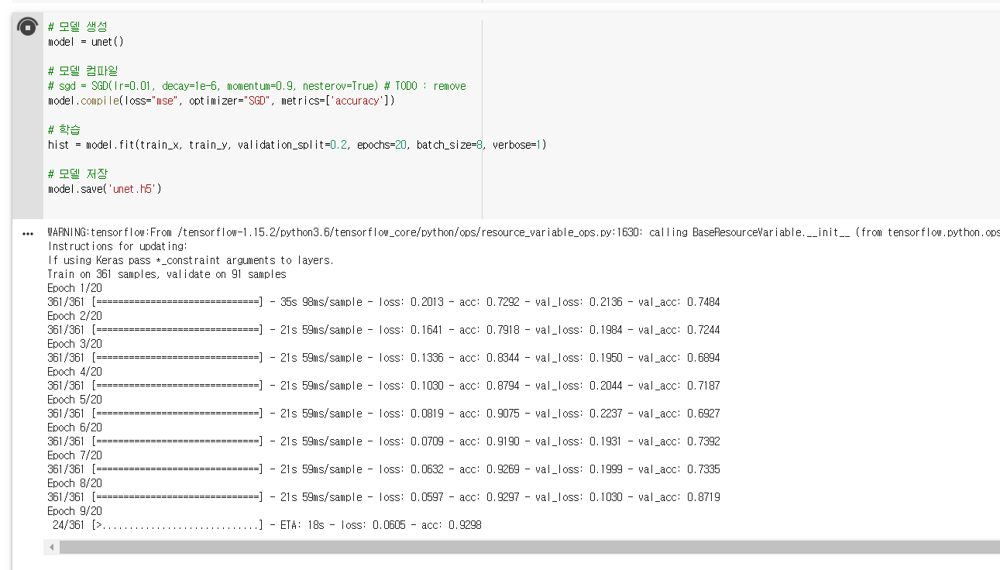 # 모델 생성
model = unet()
# 모델 컴파일
# sgd = SGD(lr=0.01, decay=1e-6, momentum=0.9, nesterov=True) # TODO : remove
model.compile(loss="mse", optimizer="SGD", metrics=['accuracy'])
# 학습
hist = model.fit(train_x, train_y, validation_split=0.2, epochs=20, batch_size=8, verbose=1)
# 모델 저장
model.save('unet.h5')
WARNING:tensorflow:From /tensorflow-1.15.2/python3.6/tensorflow_core/python/ops/resource_variable_ops.py:1630: calling BaseResourceVariable.__init__ (from tensorflow.python.ops
Instructions for updating:
If using Keras pass *_constraint arguments to layers.
Train on 361 samples, validate on 91 samples
Epoch 1/20
361/361 [==============================] - 35s 98ms/sample - loss: 0.2013 - acc: 0.7292 - val_loss: 0.2136 - val_acc: 0.7484
Epoch 2/20
361/361 [==============================] - 21s 59ms/sample - loss: 0.1641 - acc: 0.7918 - val_loss: 0.1984 - val_acc: 0.7244
Epoch 3/20
361/361 [==============================] - 21s 59ms/sample - loss: 0.1336 - acc: 0.8344 - val_loss: 0.1950 - val_acc: 0.6894
Epoch 4/20
361/361 [==============================] - 21s 59ms/sample - loss: 0.1030 - acc: 0.8794 - val_loss: 0.2044 - val_acc: 0.7187
Epoch 5/20
361/361 [==============================] - 21s 59ms/sample - loss: 0.0819 - acc: 0.9075 - val_loss: 0.2237 - val_acc: 0.6927
Epoch 6/20
361/361 [==============================] - 21s 59ms/sample - loss: 0.0709 - acc: 0.9190 - val_loss: 0.1931 - val_acc: 0.7392
Epoch 7/20
361/361 [==============================] - 21s 59ms/sample - loss: 0.0632 - acc: 0.9269 - val_loss: 0.1999 - val_acc: 0.7335
Epoch 8/20
361/361 [==============================] - 21s 59ms/sample - loss: 0.0597 - acc: 0.9297 - val_loss: 0.1030 - val_acc: 0.8719
Epoch 9/20
24/361 [>.............................] - ETA: 18s - loss: 0.0605 - acc: 0.9298